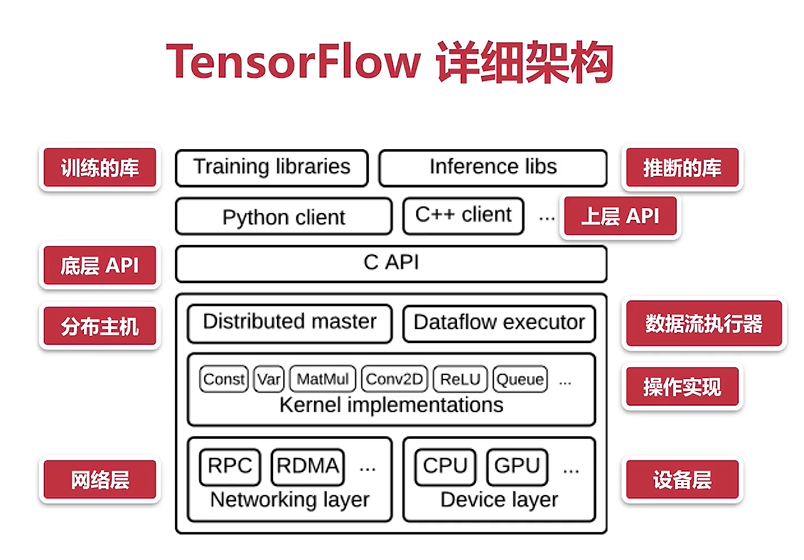 TensorFlow 详细架构
训练的库
Training libraries
Inference libs
推断的库
Python client
C++ client
...
上层 API
底层 API
C API
分布主机
Distributed master
Dataflow executor
数据流执行器
Const
Var
MatMul
Conv2D
ReLU
Queue
...
Kernel implementations
操作实现
网络层
RPC
RDMA
...
Networking layer
CPU
GPU
...
Device layer
设备层